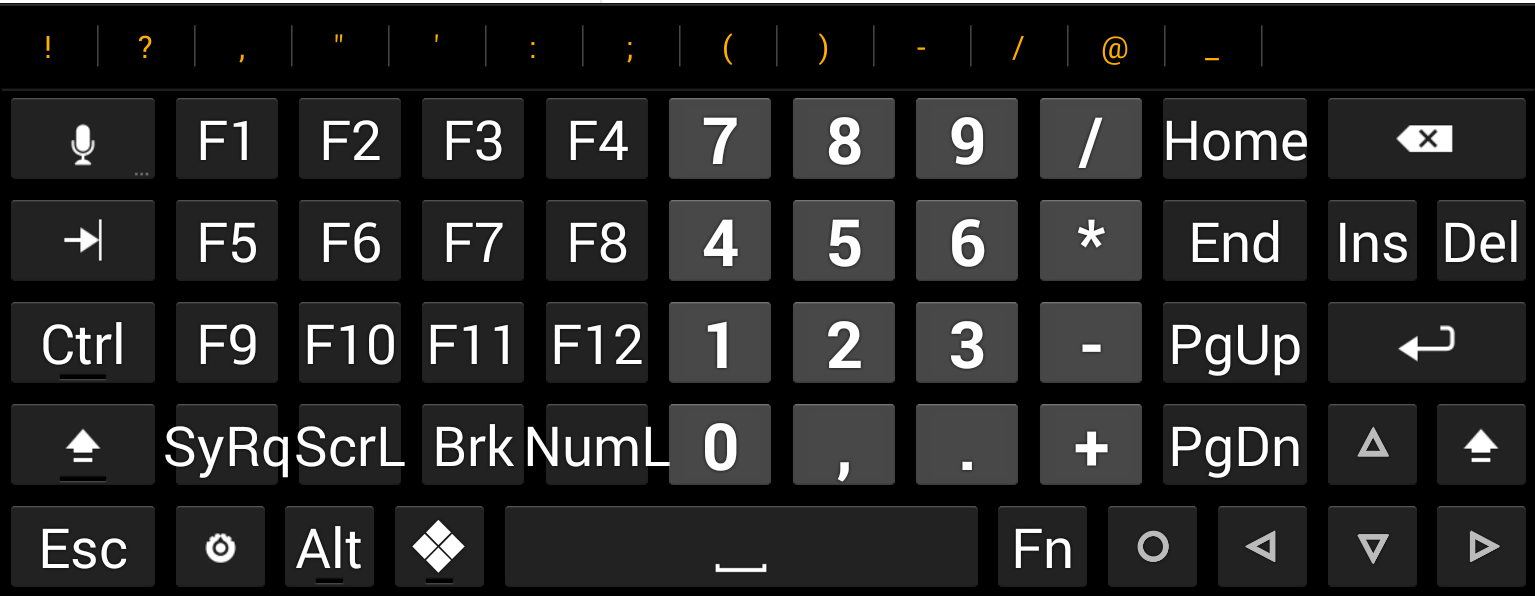 ! ? , " ' : ; ( ) - / @ _
F1 F2 F3 F4 7 8 9 / Home
F5 F6 F7 F8 4 5 6 * End Ins Del
Ctrl F9 F10 F11 F12 1 2 3 - PgUp
SyRq ScrL Brk NumL 0 , . + PgDn
Esc Alt Fn